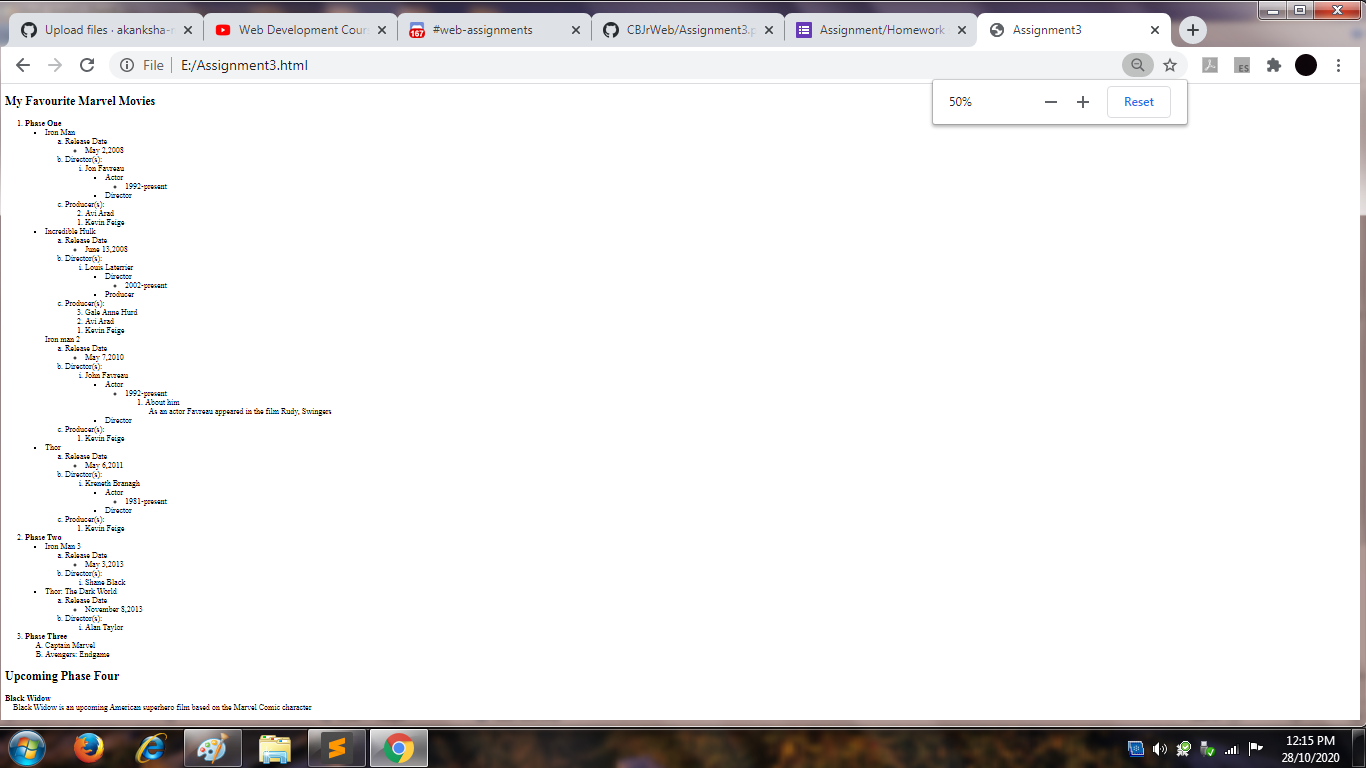 Upload files · akanksha-r
Web Development Cour
167
#web-assignments
CBJrWeb/Assignment3.p
Assignment/Homework
Assignment3
File
E:/Assignment3.html
ES
50%
Reset
My Favourite Marvel Movies
1. Phase One
Iron Man
a. Release Date
May 2,2008
b. Director(s):
i. Jon Favreau
Actor
1992-present
Director
c. Producer(s):
2. Avi Arad
1. Kevin Feige
Incredible Hulk
a. Release Date
June 13,2008
b. Director(s):
i. Louis Laterrier
Director
2002-present
Producer
c. Producer(s):
3. Gale Anne Hurd
2. Avi Arad
1. Kevin Feige
Iron man 2
a. Release Date
May 7,2010
b. Director(s):
i. John Favreau
Actor
1992-present
1. About him
As an actor Favreau appeared in the film Rudy, Swingers
Director
c. Producer(s):
1. Kevin Feige
Thor
a. Release Date
May 6,2011
b. Director(s):
i. Kreneth Branagh
Actor
1981-present
Director
c. Producer(s):
1. Kevin Feige
2. Phase Two
Iron Man 3
a. Release Date
May 3,2013
b. Director(s):
i. Shane Black
Thor: The Dark World
a. Release Date
November 8,2013
b. Director(s):
i. Alan Taylor
3. Phase Three
A. Captain Marvel
B. Avengers: Endgame
Upcoming Phase Four
Black Widow
Black Widow is an upcoming American superhero film based on the Marvel Comic character
12:15 PM
28/10/2020